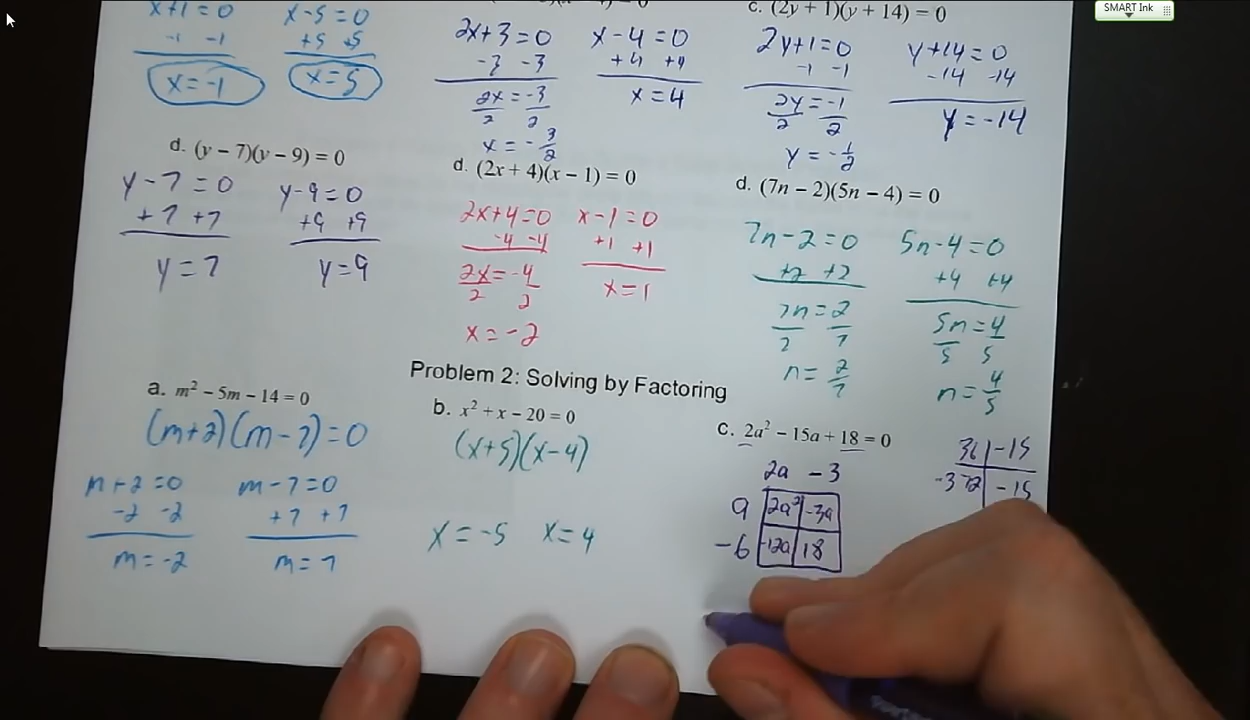 SMART Ink
x+1=0 x-5=0
-1 -1 +5 +5
x=-1 x=5
2x+3=0 x-4=0
-3 -3 +4 +4
2x=-3 x=4
2 2
x=-3/2
c. (2y + 1)(y + 14) = 0
2y+1=0 y+14=0
-1 -1 -14 -14
2y=-1 y=-14
2 2
y=-1/2
d. (y − 7)(y − 9) = 0
y-7=0 y-9=0
+7 +7 +9 +9
y=7 y=9
d. (2x + 4)(x − 1) = 0
2x+4=0 x-1=0
-4 -4 +1 +1
2x=-4 x=1
2 2
x=-2
d. (7n − 2)(5n − 4) = 0
7n-2=0 5n-4=0
+2 +2 +4 +4
7n=2 5n=4
7 7 5 5
n=2/7 n=4/5
Problem 2: Solving by Factoring
a. m² − 5m − 14 = 0
(m+2)(m-7)=0
m+2=0 m-7=0
-2 -2 +7 +7
m=-2 m=7
b. x² + x − 20 = 0
(x+5)(x-4)
x=-5 x=4
c. 2a² − 15a + 18 = 0
2a -3
a 2a² -3a
-6 -12a 18
36 -15
-15